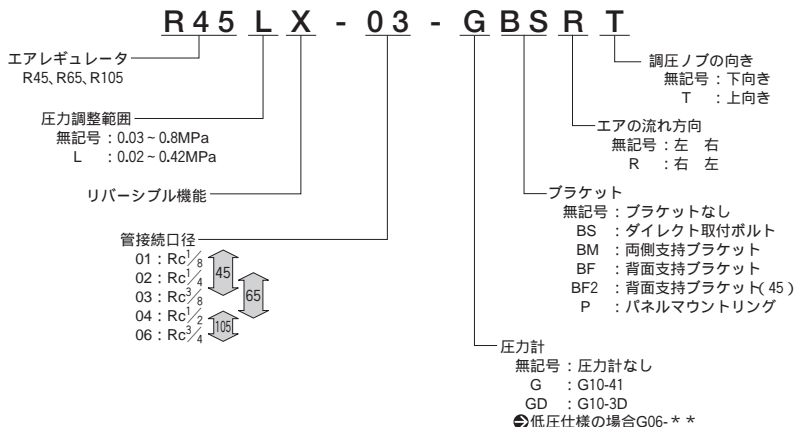 R45LX-03-GBSRT
エアレギュレータ
R45、R65、R105
圧力調整範囲
無記号：0.03～0.8MPa
L ：0.02～0.42MPa
リバーシブル機能
管接続口径
01：Rc1/8
02：Rc1/4
03：Rc3/8
04：Rc1/2
06：Rc3/4
45
65
105
調圧ノブの向き
無記号：下向き
T ：上向き
エアの流れ方向
無記号：左 右
R ：右 左
ブラケット
無記号：ブラケットなし
BS ：ダイレクト取付ボルト
BM ：両側支持ブラケット
BF ：背面支持ブラケット
BF2 ：背面支持ブラケット(45)
P ：パネルマウントリング
圧力計
無記号：圧力計なし
G ：G10-41
GD ：G10-3D
➲低圧仕様の場合G06-＊＊